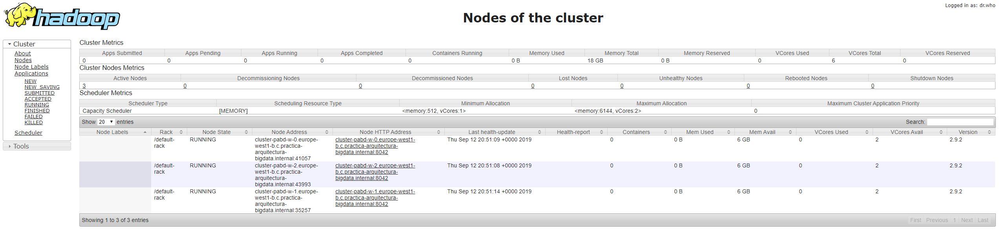 Logged in as: dr.who
hadoop
Nodes of the cluster
Cluster
About
Nodes
Node Labels
Applications
NEW
NEW_SAVING
SUBMITTED
ACCEPTED
RUNNING
FINISHED
FAILED
KILLED
Scheduler
Tools
Cluster Metrics
Apps Submitted Apps Pending Apps Running Apps Completed Containers Running Memory Used Memory Total Memory Reserved VCores Used VCores Total VCores Reserved
0 0 0 0 0 0 B 18 GB 0 B 0 6 0
Cluster Nodes Metrics
Active Nodes Decommissioning Nodes Decommissioned Nodes Lost Nodes Unhealthy Nodes Rebooted Nodes Shutdown Nodes
3 0 0 0 0 0 0
Scheduler Metrics
Scheduler Type Scheduling Resource Type Minimum Allocation Maximum Allocation Maximum Cluster Application Priority
Capacity Scheduler [MEMORY] <memory:512, vCores:1> <memory:6144, vCores:2> 0
Show 20 entries Search:
Node Labels Rack Node State Node Address Node HTTP Address Last health-update Health-report Containers Mem Used Mem Avail VCores Used VCores Avail Version
/default- RUNNING cluster-pabd-w-0.europe- cluster-pabd-w-0.europe-west1- Thu Sep 12 20:51:09 +0000 2019 0 0 B 6 GB 0 2 2.9.2
rack west1-b.c.practica- b.c.practica-arquitectura-
arquitectura- bigdata.internal:8042
bigdata.internal:41057
/default- RUNNING cluster-pabd-w-2.europe- cluster-pabd-w-2.europe-west1- Thu Sep 12 20:51:08 +0000 2019 0 0 B 6 GB 0 2 2.9.2
rack west1-b.c.practica- b.c.practica-arquitectura-
arquitectura- bigdata.internal:8042
bigdata.internal:43993
/default- RUNNING cluster-pabd-w-1.europe- cluster-pabd-w-1.europe-west1- Thu Sep 12 20:51:14 +0000 2019 0 0 B 6 GB 0 2 2.9.2
rack west1-b.c.practica- b.c.practica-arquitectura-
arquitectura- bigdata.internal:8042
bigdata.internal:35257
Showing 1 to 3 of 3 entries First Previous 1 Next Last